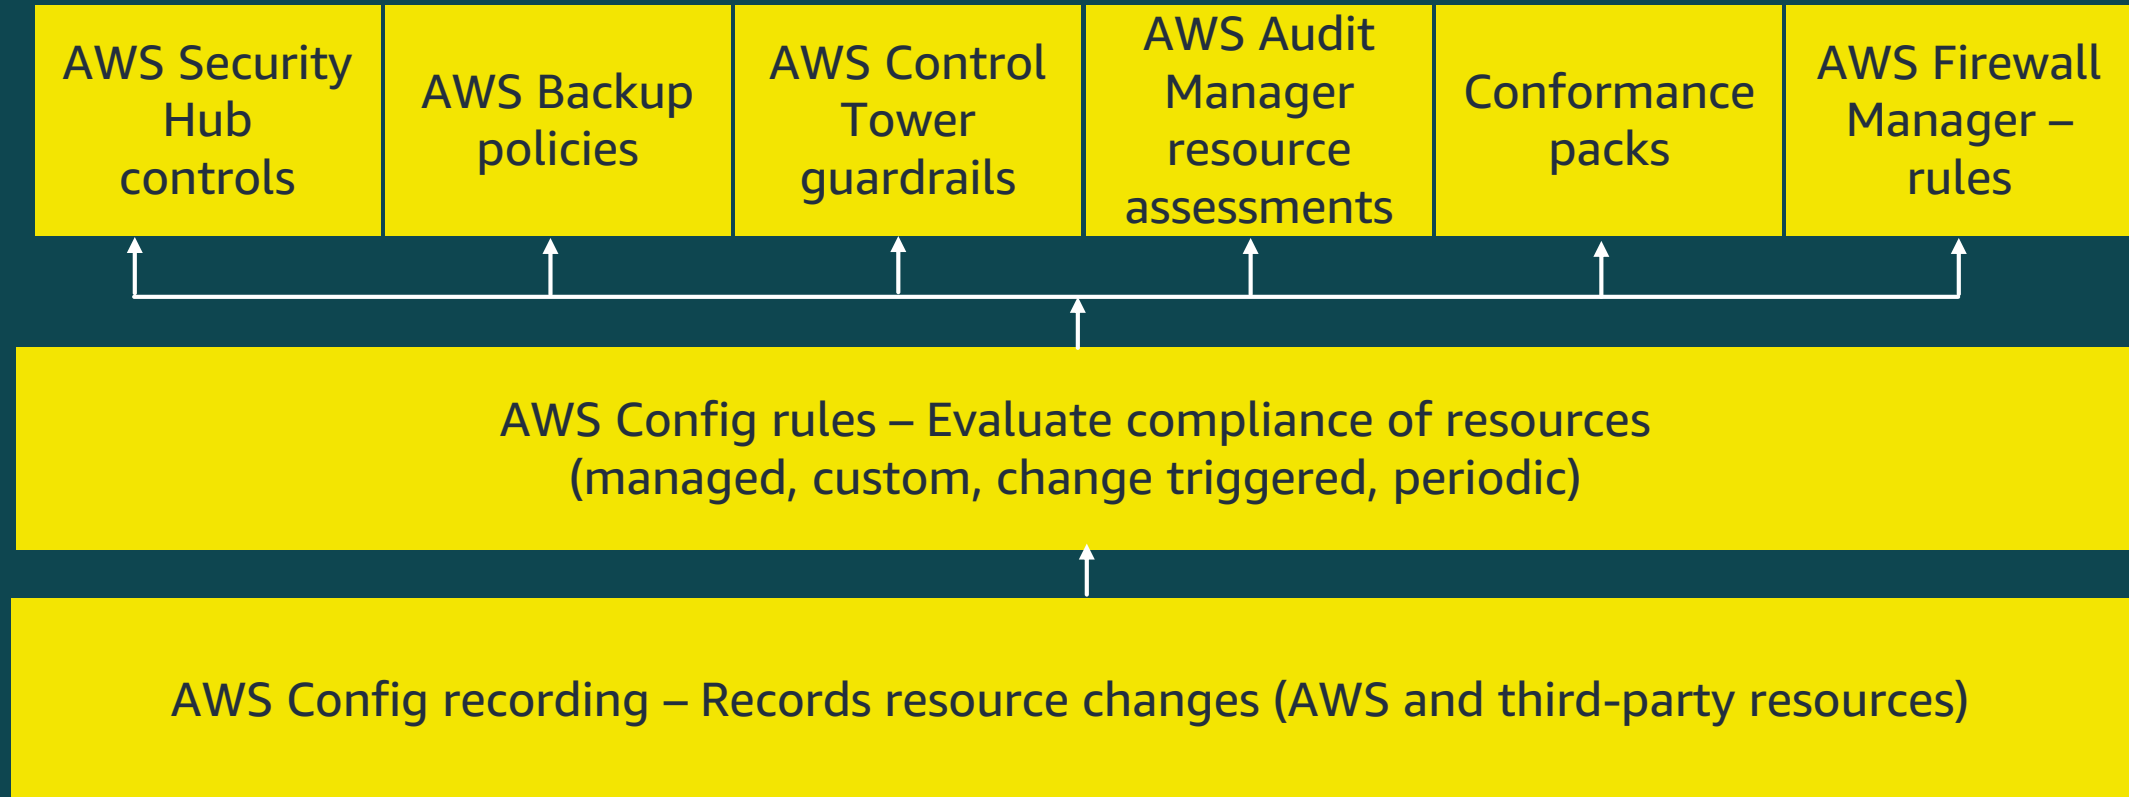 AWS Security
Hub
controls
AWS Backup
policies
AWS Control
Tower
guardrails
AWS Audit
Manager
resource
assessments
Conformance
packs
AWS Firewall
Manager –
rules
AWS Config rules – Evaluate compliance of resources
(managed, custom, change triggered, periodic)
AWS Config recording – Records resource changes (AWS and third-party resources)